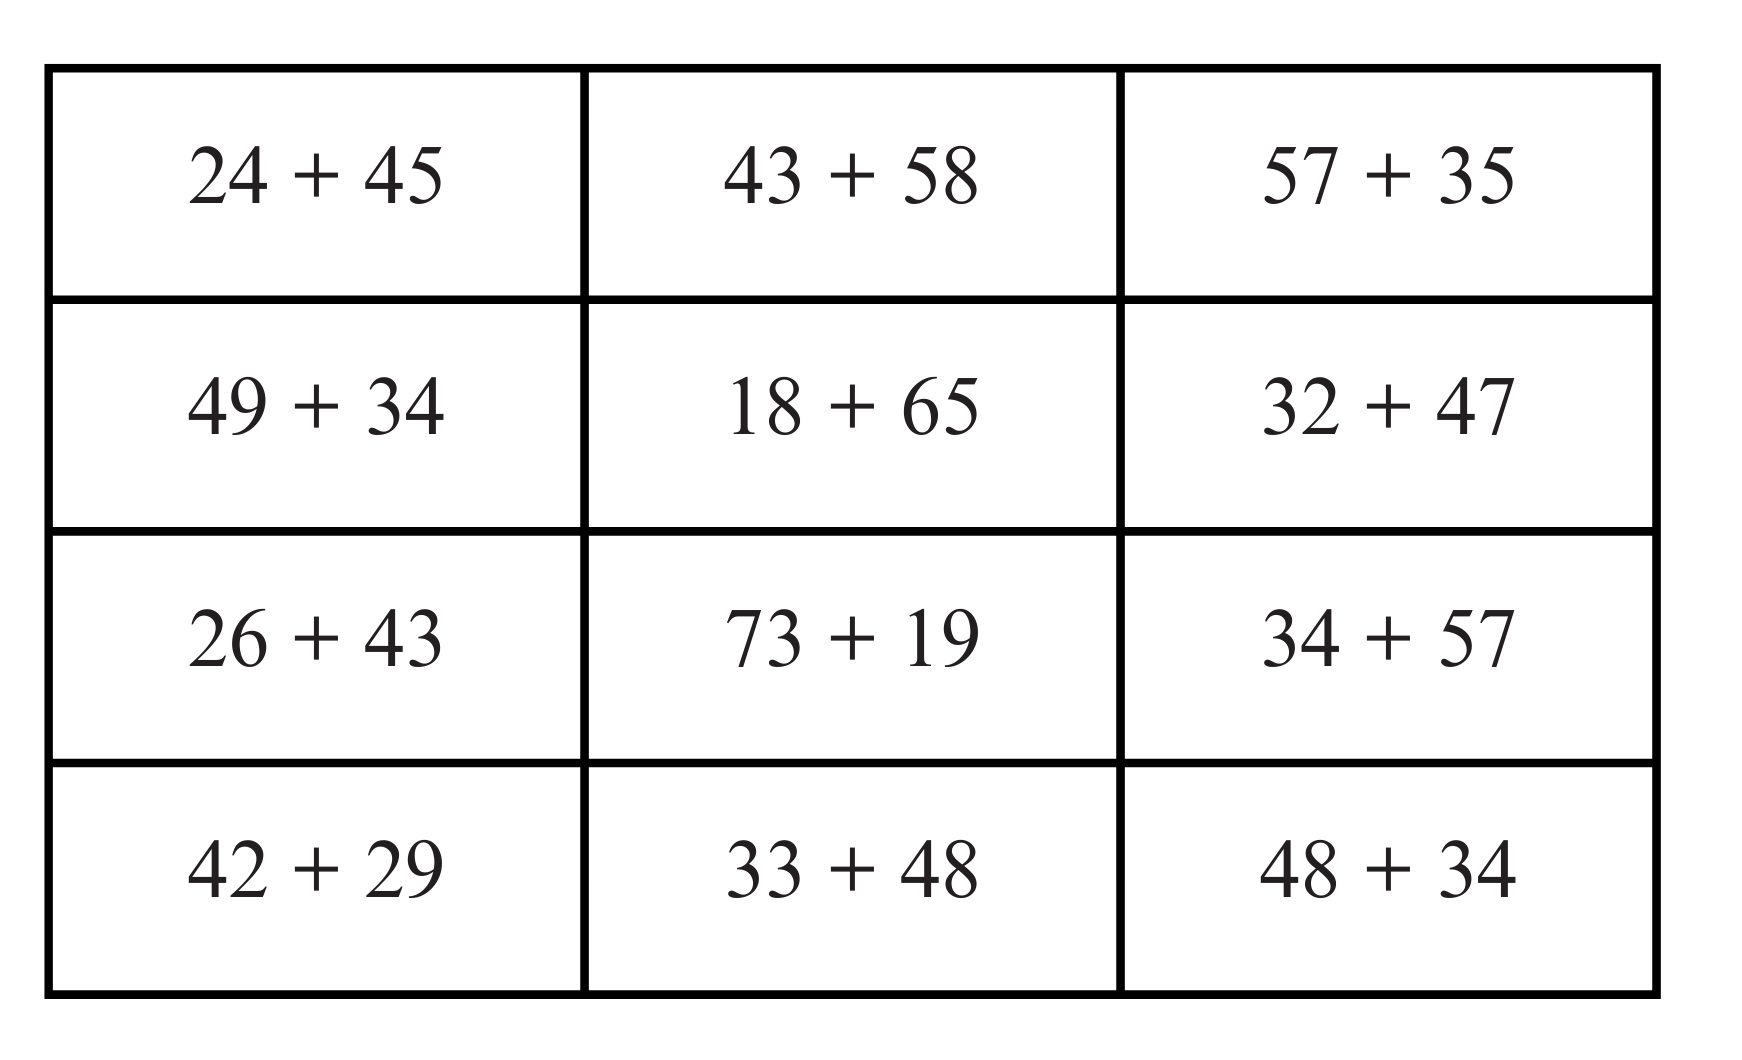 24 + 45 43 + 58 57 + 35
49 + 34 18 + 65 32 + 47
26 + 43 73 + 19 34 + 57
42 + 29 33 + 48 48 + 34